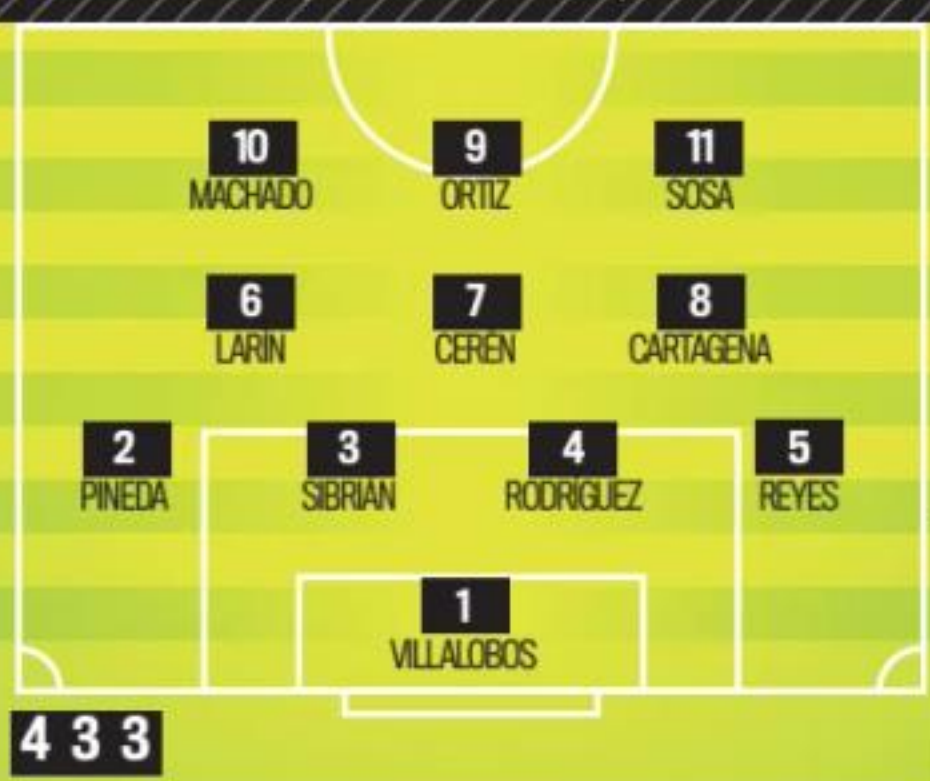 10 9 11
MACHADO ORTIZ SOSA
6 7 8
LARÍN CERÉN CARTAGENA
2 3 4 5
PINEDA SIBRIÁN RODRÍGUEZ REYES
1
VILLALOBOS
4 3 3